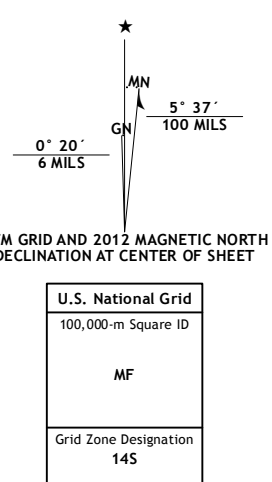 ★
MN
5° 37´
GN
100 MILS
0° 20´
6 MILS
M GRID AND 2012 MAGNETIC NORTH
DECLINATION AT CENTER OF SHEET
U.S. National Grid
100,000-m Square ID
MF
Grid Zone Designation
14S